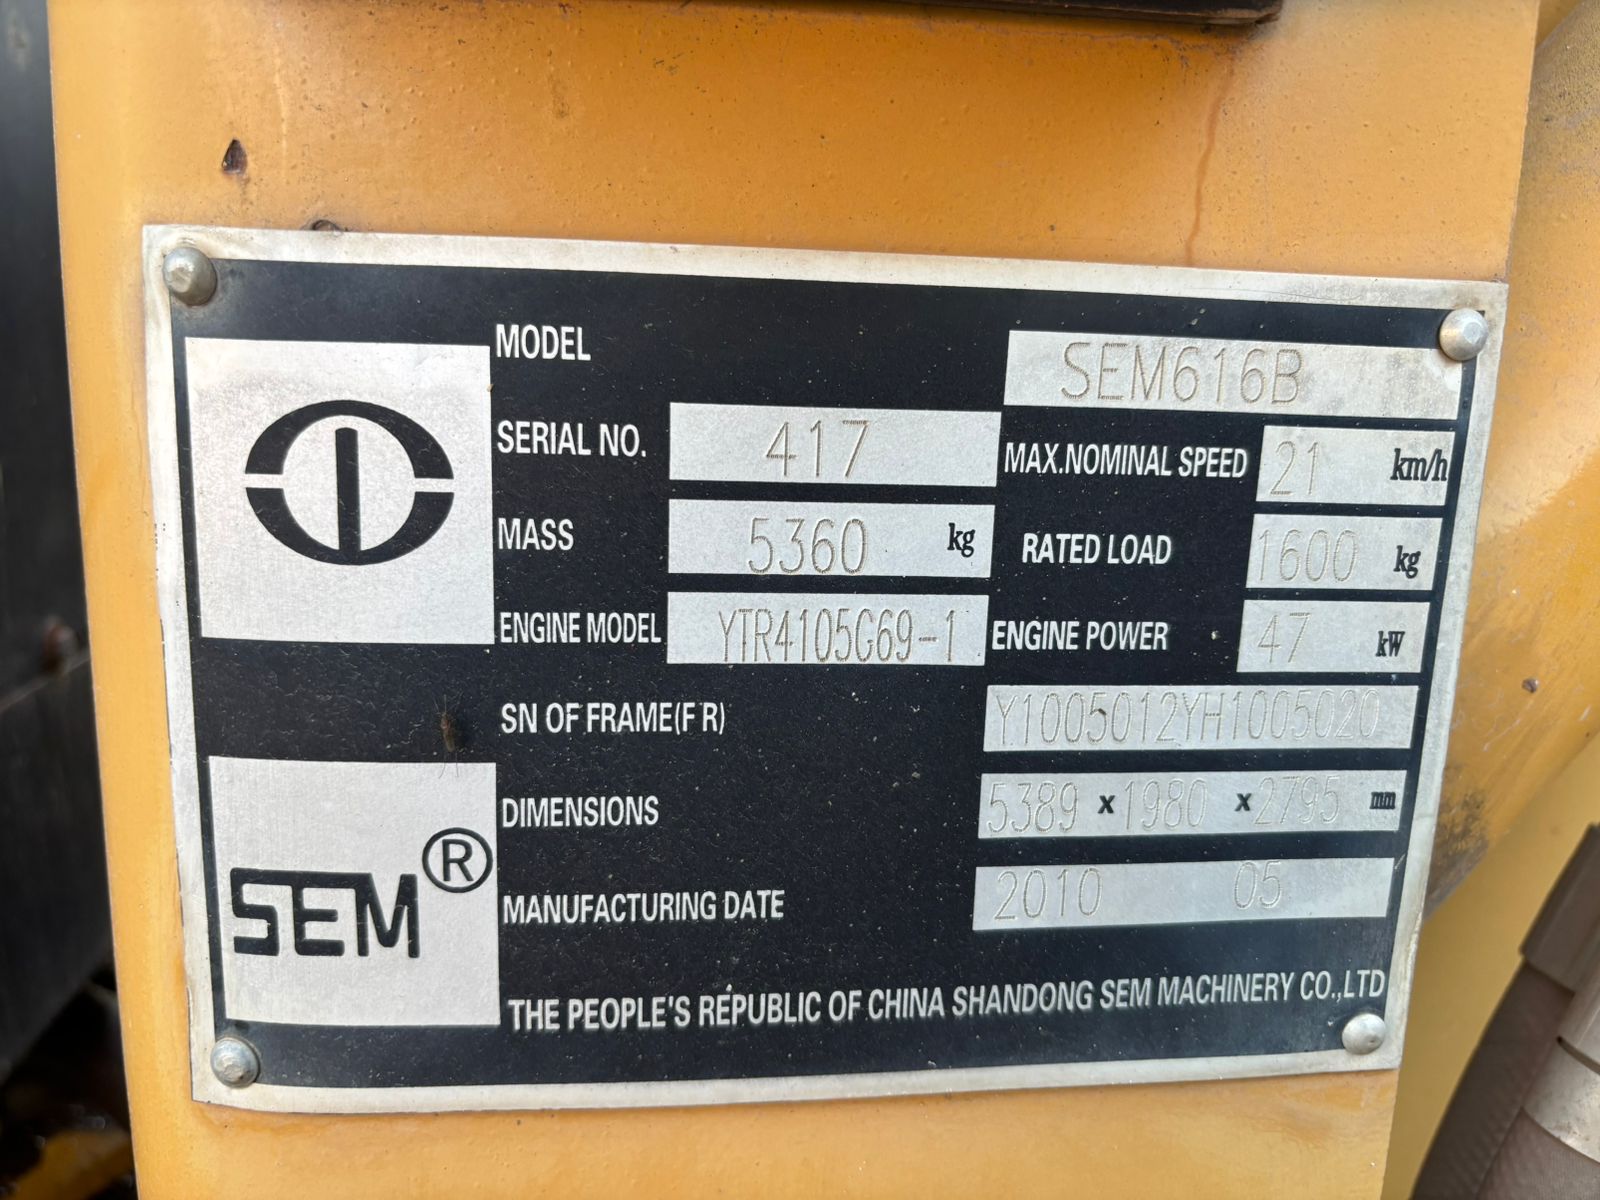 MODEL SEM616B
SERIAL NO. 417 MAX.NOMINAL SPEED 21 km/h
MASS 5360 kg RATED LOAD 1600 kg
ENGINE MODEL YTR4105G69-1 ENGINE POWER 47 kW
SN OF FRAME(F R) Y1005012YH1005020
DIMENSIONS 5389 x 1980 x 2795 mm
SEM®
MANUFACTURING DATE 2010 05
THE PEOPLE'S REPUBLIC OF CHINA SHANDONG SEM MACHINERY CO.,LTD